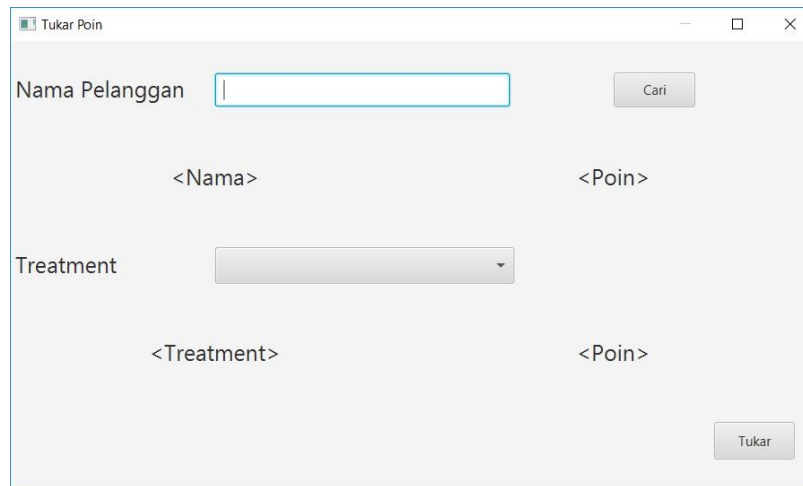 Tukar Poin
Nama Pelanggan Cari
<Nama> <Poin>
Treatment
<Treatment> <Poin>
Tukar